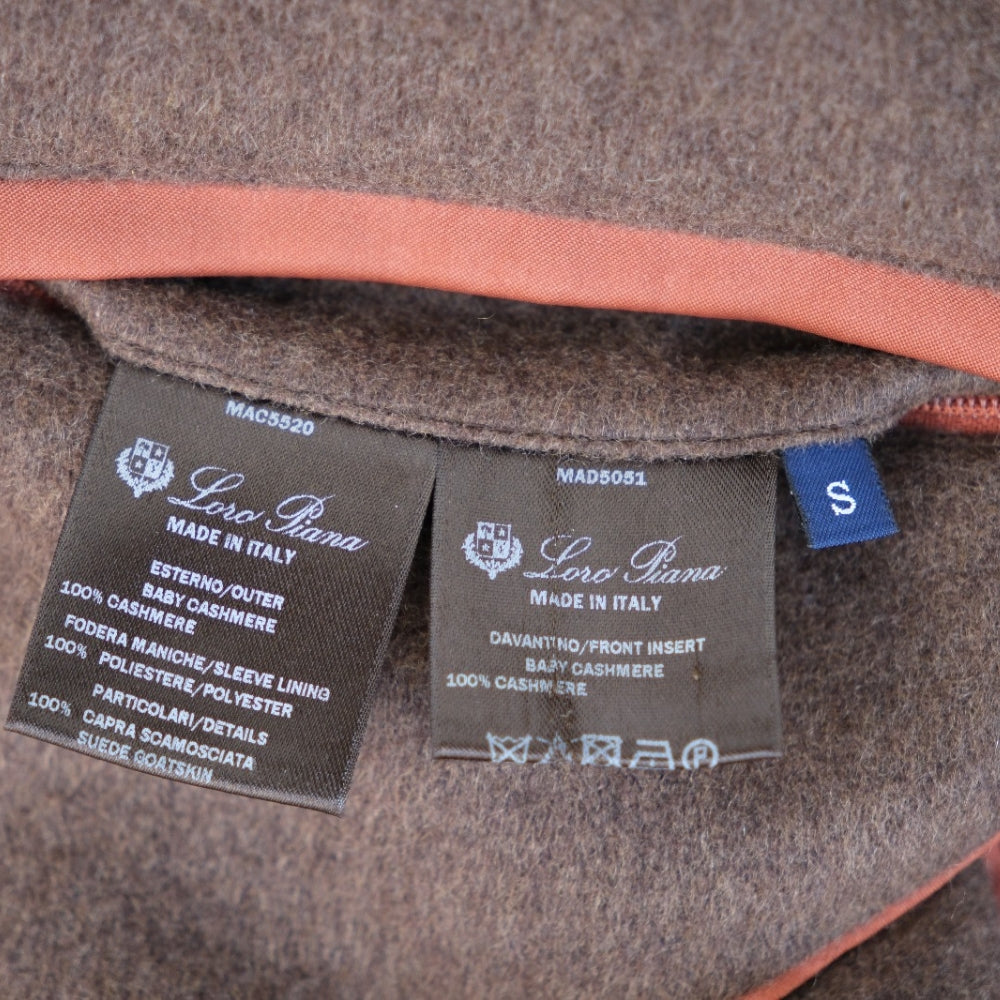 MAC5520
Loro Piana
MADE IN ITALY
ESTERNO/OUTER
BABY CASHMERE
100% CASHMERE
FODERA MANICHE/SLEEVE LINING
100% POLIESTERE/POLYESTER
PARTICOLARI/DETAILS
100% CAPRA SCAMOSCIATA
SUEDE GOATSKIN
MAD5051
Loro Piana
MADE IN ITALY
DAVANTINO/FRONT INSERT
BABY CASHMERE
100% CASHMERE
F
S